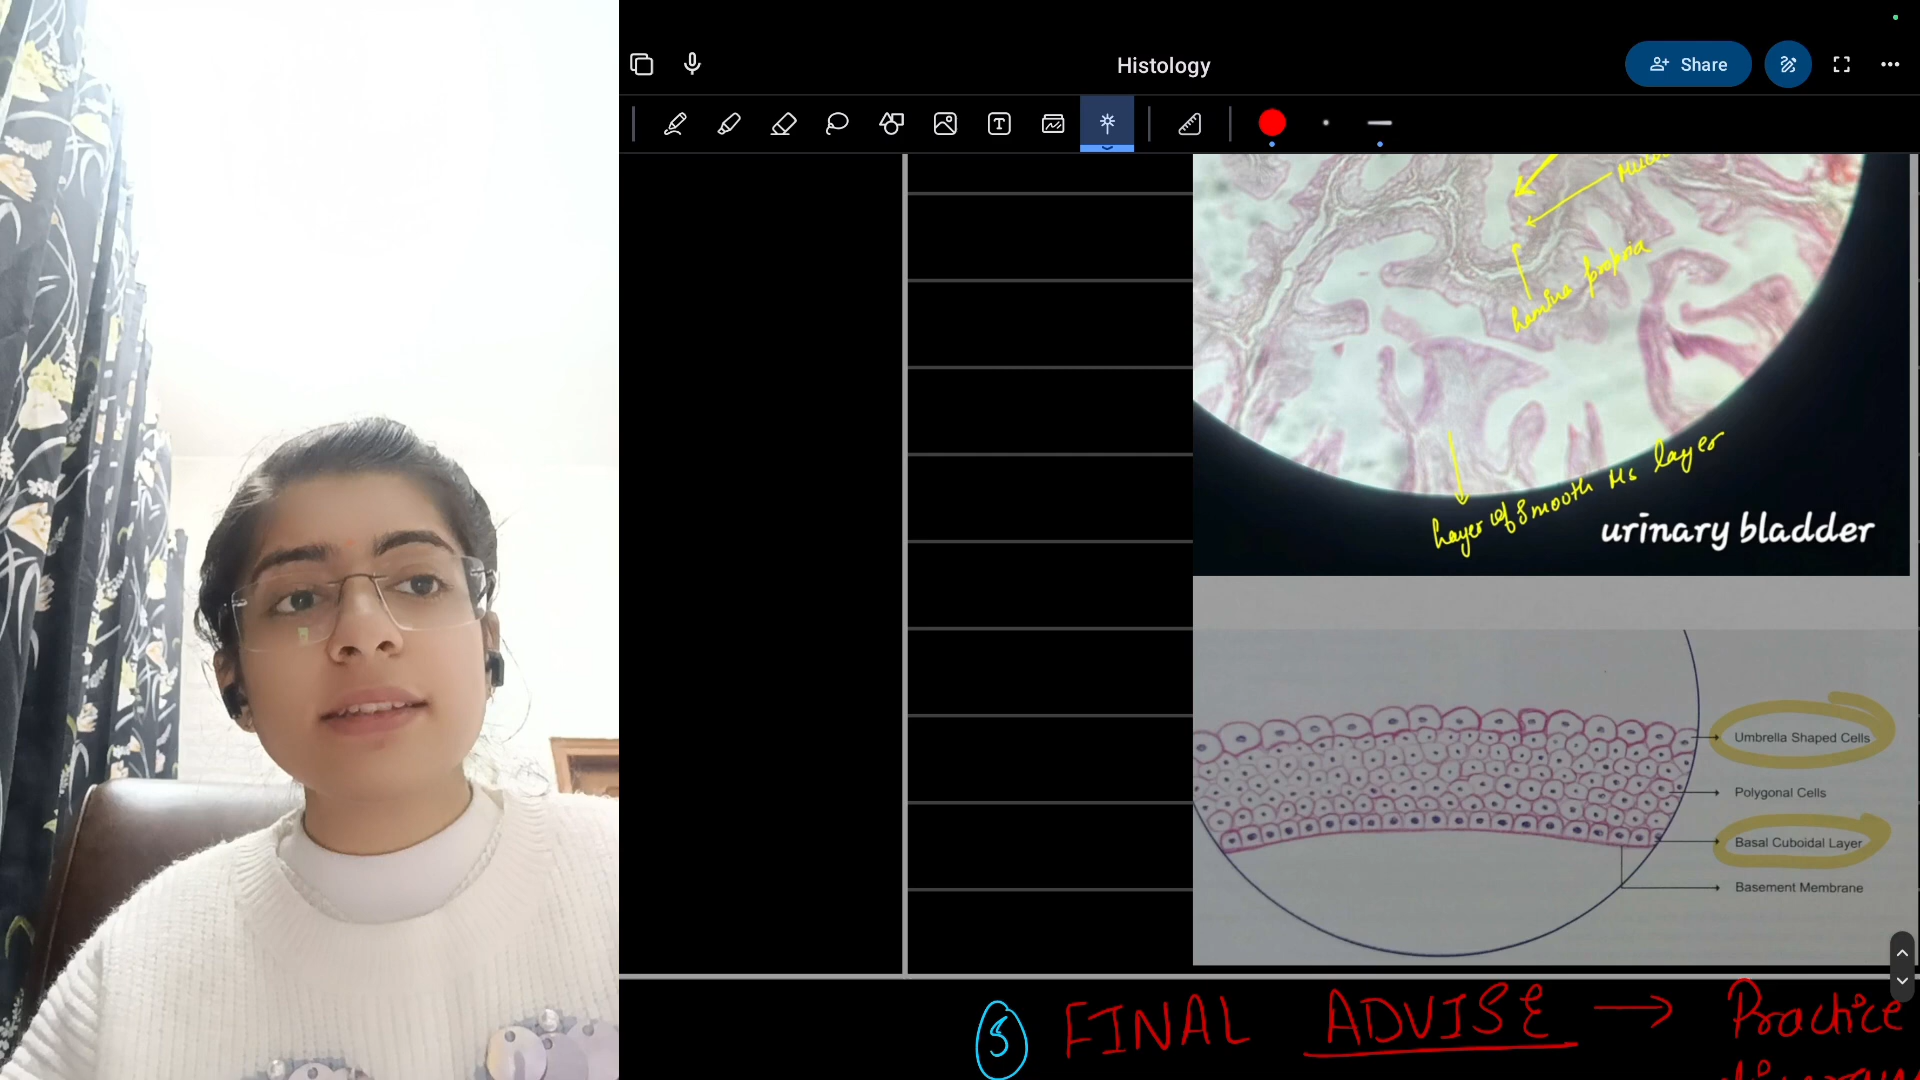 Histology
Share
lamina propria
Layer of smooth Ms layer
urinary bladder
Umbrella Shaped Cells
Polygonal Cells
Basal Cuboidal Layer
Basement Membrane
5 FINAL ADVISE → Practice